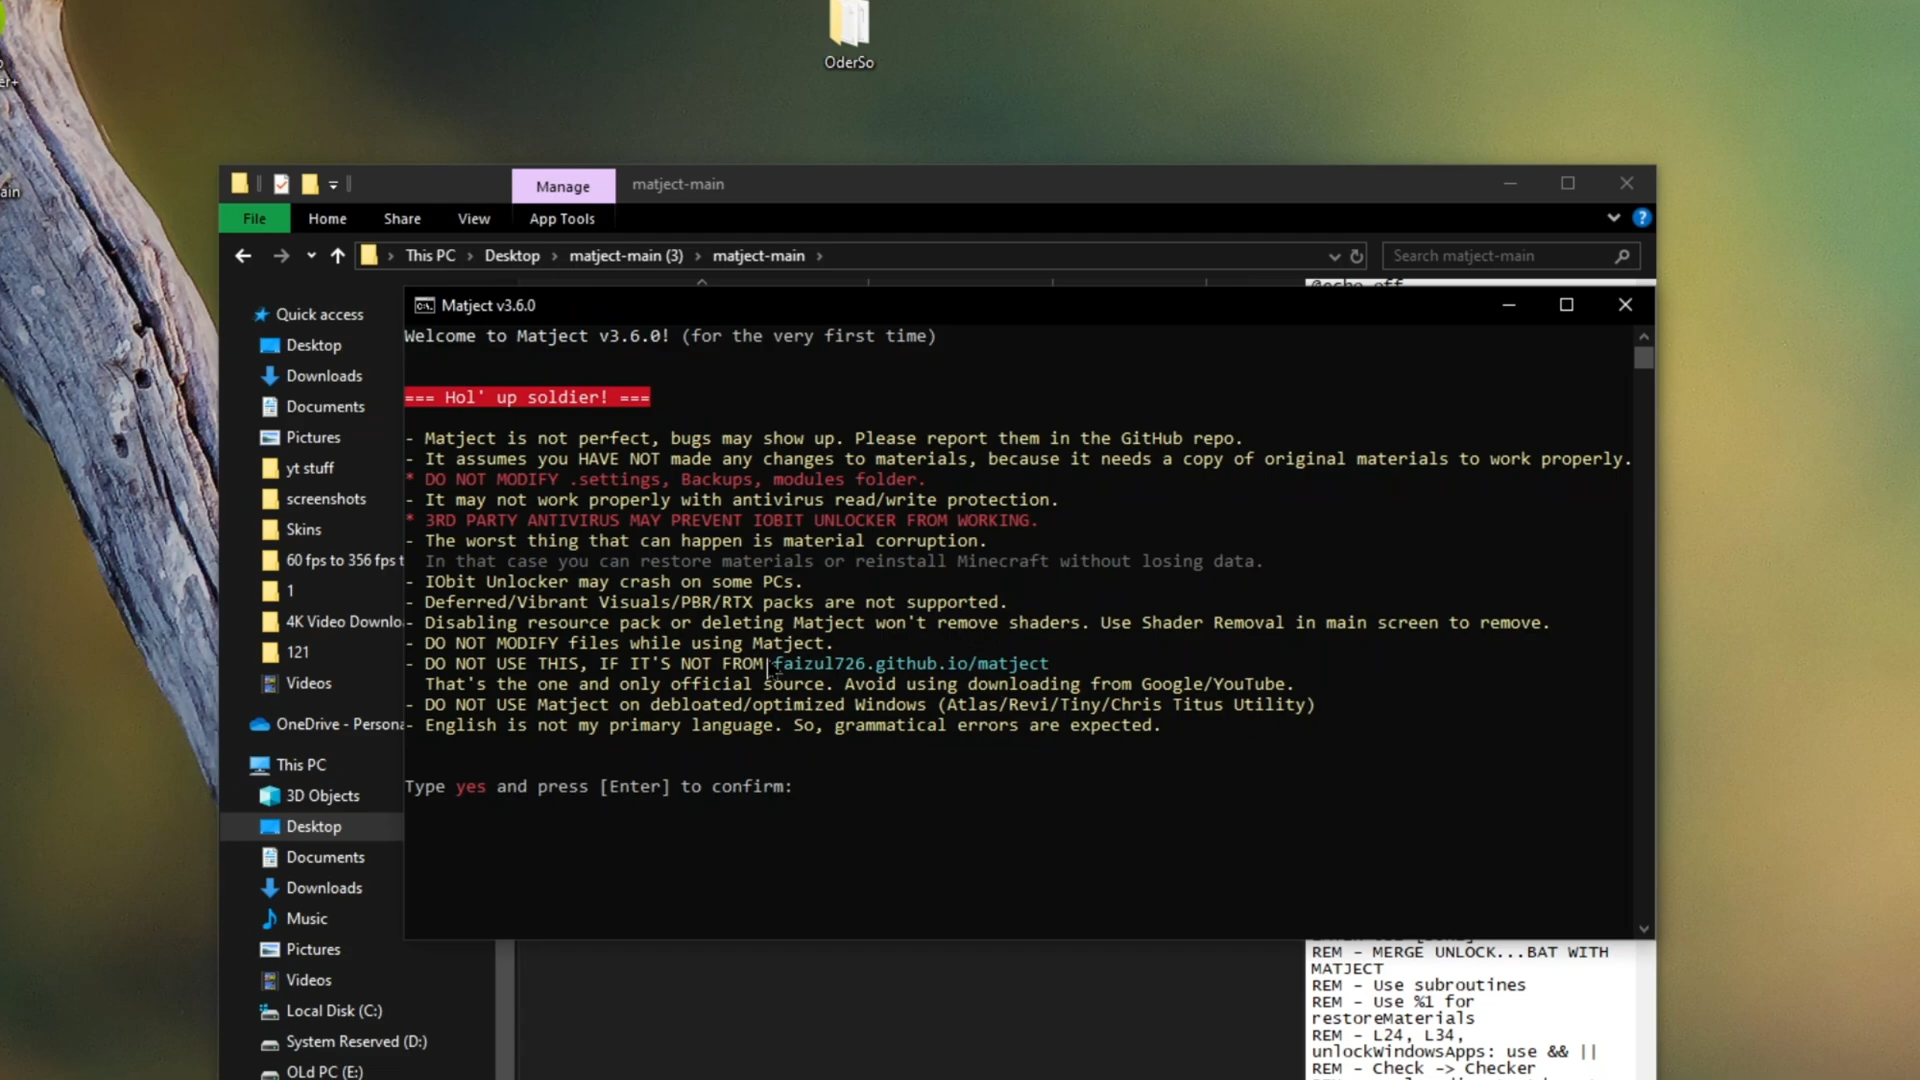 OderSo
er+
ain
Manage
matject-main
File
Home
Share
View
App Tools
This PC
Desktop
matject-main (3)
matject-main
Search matject-main
@echo off
Quick access
Desktop
Downloads
Documents
Pictures
yt stuff
screenshots
Skins
60 fps to 356 fps t
1
4K Video Downlo
121
Videos
OneDrive - Persona
This PC
3D Objects
Desktop
Documents
Downloads
Music
Pictures
Videos
Local Disk (C:)
System Reserved (D:)
OLd PC (E:)
Matject v3.6.0
Welcome to Matject v3.6.0! (for the very first time)
=== Hol' up soldier! ===
- Matject is not perfect, bugs may show up. Please report them in the GitHub repo.
- It assumes you HAVE NOT made any changes to materials, because it needs a copy of original materials to work properly.
* DO NOT MODIFY .settings, Backups, modules folder.
- It may not work properly with antivirus read/write protection.
* 3RD PARTY ANTIVIRUS MAY PREVENT IOBIT UNLOCKER FROM WORKING.
- The worst thing that can happen is material corruption.
In that case you can restore materials or reinstall Minecraft without losing data.
- IObit Unlocker may crash on some PCs.
- Deferred/Vibrant Visuals/PBR/RTX packs are not supported.
- Disabling resource pack or deleting Matject won't remove shaders. Use Shader Removal in main screen to remove.
- DO NOT MODIFY files while using Matject.
- DO NOT USE THIS, IF IT'S NOT FROM faizul726.github.io/matject
That's the one and only official source. Avoid using downloading from Google/YouTube.
- DO NOT USE Matject on debloated/optimized Windows (Atlas/Revi/Tiny/Chris Titus Utility)
- English is not my primary language. So, grammatical errors are expected.
Type yes and press [Enter] to confirm:
REM - MERGE UNLOCK...BAT WITH
MATJECT
REM - Use subroutines
REM - Use %1 for
restoreMaterials
REM - L24, L34,
unlockWindowsApps: use && ||
REM - Check -> Checker